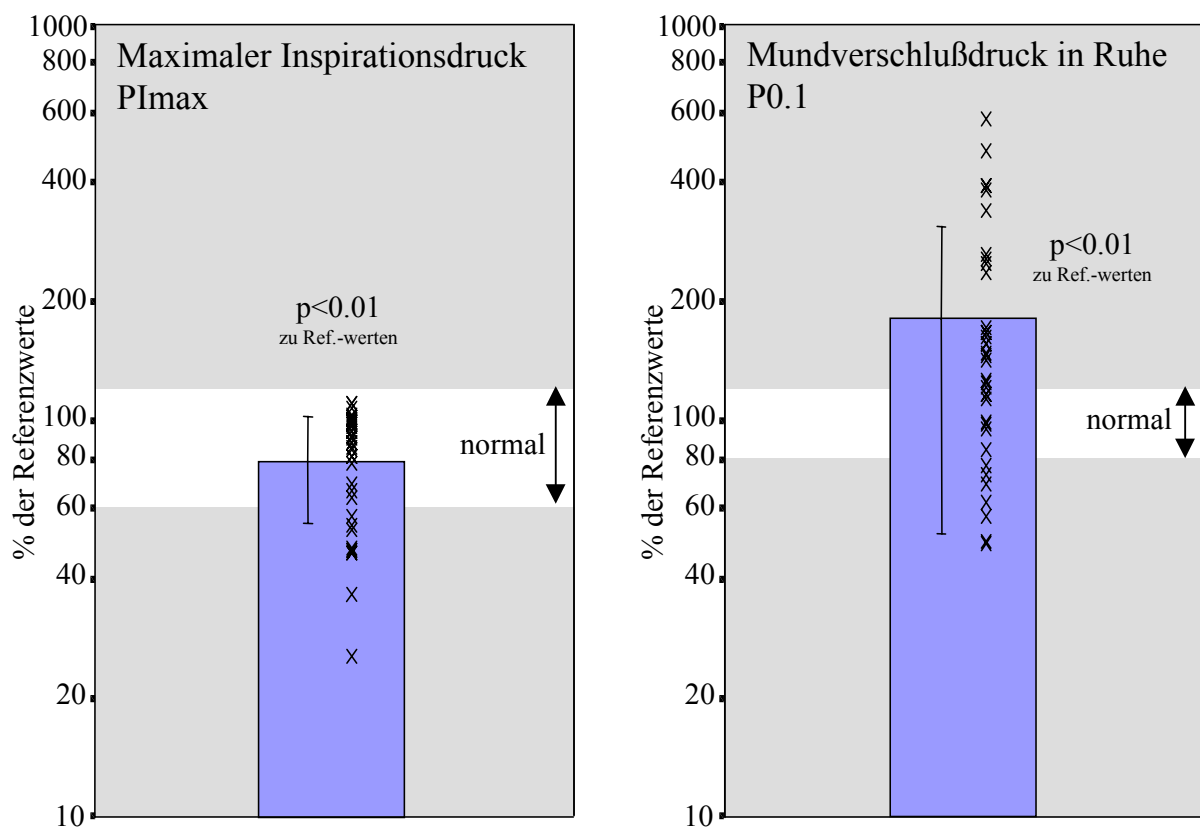 Maximaler Inspirationsdruck
PImax
% der Referenzwerte
1000
800
600
400
200
100
80
60
40
20
10
p<0.01
zu Ref.-werten
normal
Mundverschlußdruck in Ruhe
P0.1
% der Referenzwerte
1000
800
600
400
200
100
80
60
40
20
10
p<0.01
zu Ref.-werten
normal